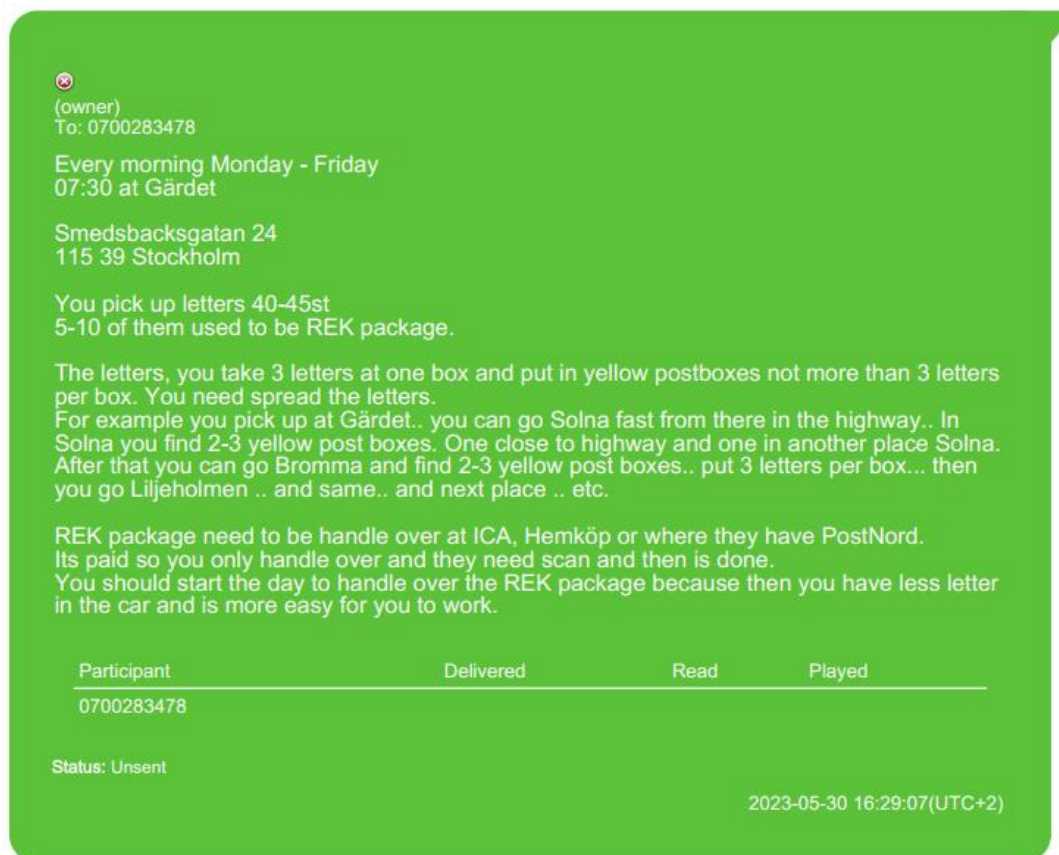 (owner)
To: 0700283478
Every morning Monday - Friday
07:30 at Gärdet
Smedsbacksgatan 24
115 39 Stockholm
You pick up letters 40-45st
5-10 of them used to be REK package.
The letters, you take 3 letters at one box and put in yellow postboxes not more than 3 letters
per box. You need spread the letters.
For example you pick up at Gärdet.. you can go Solna fast from there in the highway.. In
Solna you find 2-3 yellow post boxes. One close to highway and one in another place Solna.
After that you can go Bromma and find 2-3 yellow post boxes.. put 3 letters per box... then
you go Liljeholmen .. and same.. and next place .. etc.
REK package need to be handle over at ICA, Hemköp or where they have PostNord.
Its paid so you only handle over and they need scan and then is done.
You should start the day to handle over the REK package because then you have less letter
in the car and is more easy for you to work.
Participant Delivered Read Played
0700283478
Status: Unsent
2023-05-30 16:29:07(UTC+2)